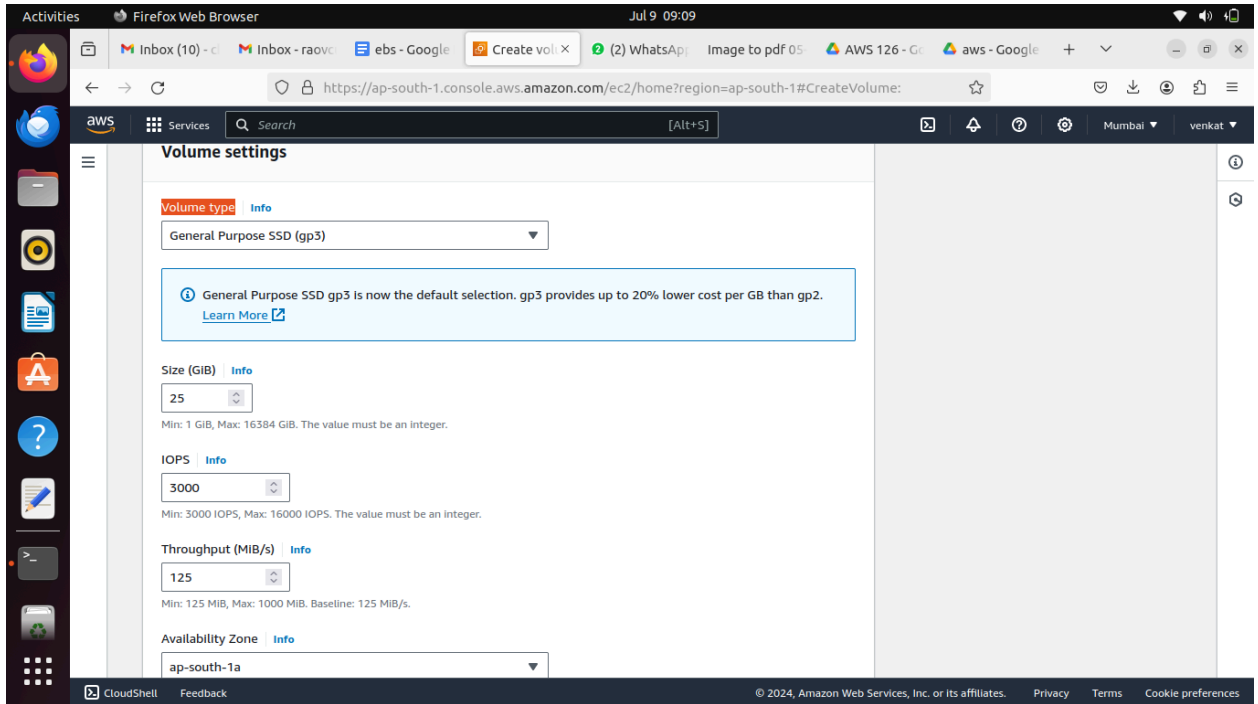 Activities Firefox Web Browser Jul 9 09:09
Inbox (10) - cl Inbox - raovc ebs - Google Create volu × (2) WhatsApp Image to pdf 05- AWS 126 - Go aws - Google +
https://ap-south-1.console.aws.amazon.com/ec2/home?region=ap-south-1#CreateVolume:
aws Services Search [Alt+S] Mumbai ▼ venkat ▼
Volume settings
Volume type Info
General Purpose SSD (gp3)
General Purpose SSD gp3 is now the default selection. gp3 provides up to 20% lower cost per GB than gp2.
Learn More
Size (GiB) Info
25
Min: 1 GiB, Max: 16384 GiB. The value must be an integer.
IOPS Info
3000
Min: 3000 IOPS, Max: 16000 IOPS. The value must be an integer.
Throughput (MiB/s) Info
125
Min: 125 MiB, Max: 1000 MiB. Baseline: 125 MiB/s.
Availability Zone Info
ap-south-1a
CloudShell Feedback © 2024, Amazon Web Services, Inc. or its affiliates. Privacy Terms Cookie preferences